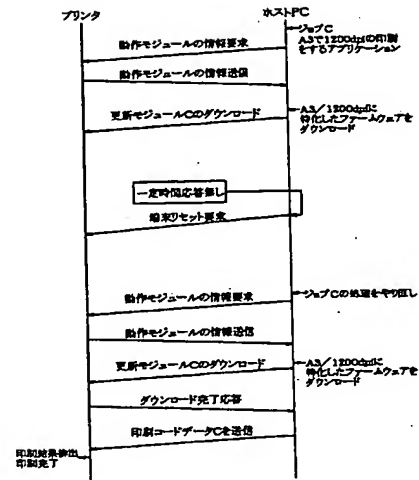 プリンタ
ホストPC
ジョブC
A3で1200dpiの印刷
をするアプリケーション
動作モジュールの情報要求
動作モジュールの情報送信
更新モジュールCのダウンロード
A3/1200dpiに
特化したファームウェアを
ダウンロード
一定時間応答無し
端末リセット要求
ジョブCの処理をやり直し
動作モジュールの情報要求
動作モジュールの情報送信
更新モジュールCのダウンロード
A3/1200dpiに
特化したファームウェアを
ダウンロード
ダウンロード完了応答
印刷コードデータCを送信
印刷結果排出
印刷完了